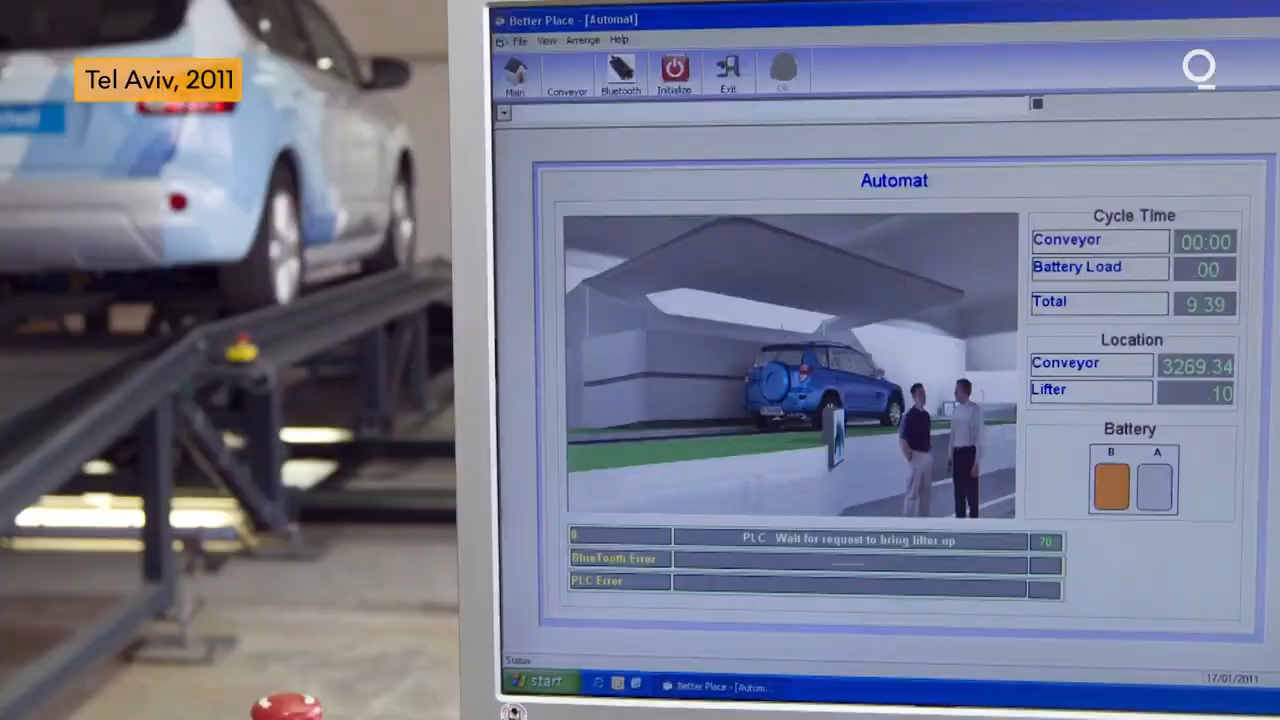 Tel Aviv, 2011
Better Place - [Automat]
File View Arrange Help
Main Conveyor Bluetooth Initialize Exit
Automat
Cycle Time
Conveyor 00:00
Battery Load .00
Total 9.39
Location
Conveyor 3269.34
Lifter .10
Battery
B A
0 PLC Wait for request to bring lifter up 70
BlueTooth Error
PLC Error
Status
start Better Place - [Autom...
17/01/2011